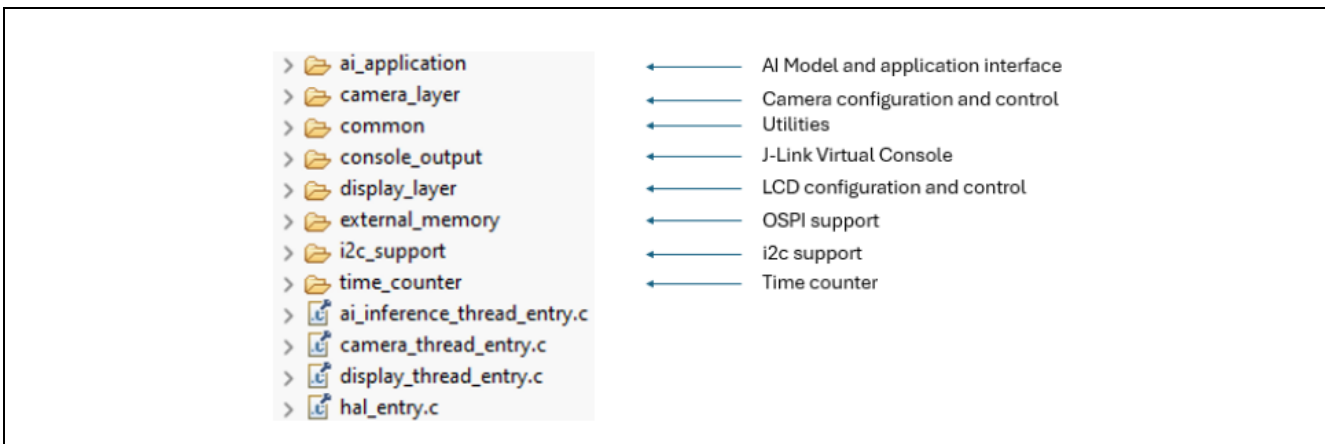 ai_application AI Model and application interface
camera_layer Camera configuration and control
common Utilities
console_output J-Link Virtual Console
display_layer LCD configuration and control
external_memory OSPI support
i2c_support i2c support
time_counter Time counter
ai_inference_thread_entry.c
camera_thread_entry.c
display_thread_entry.c
hal_entry.c